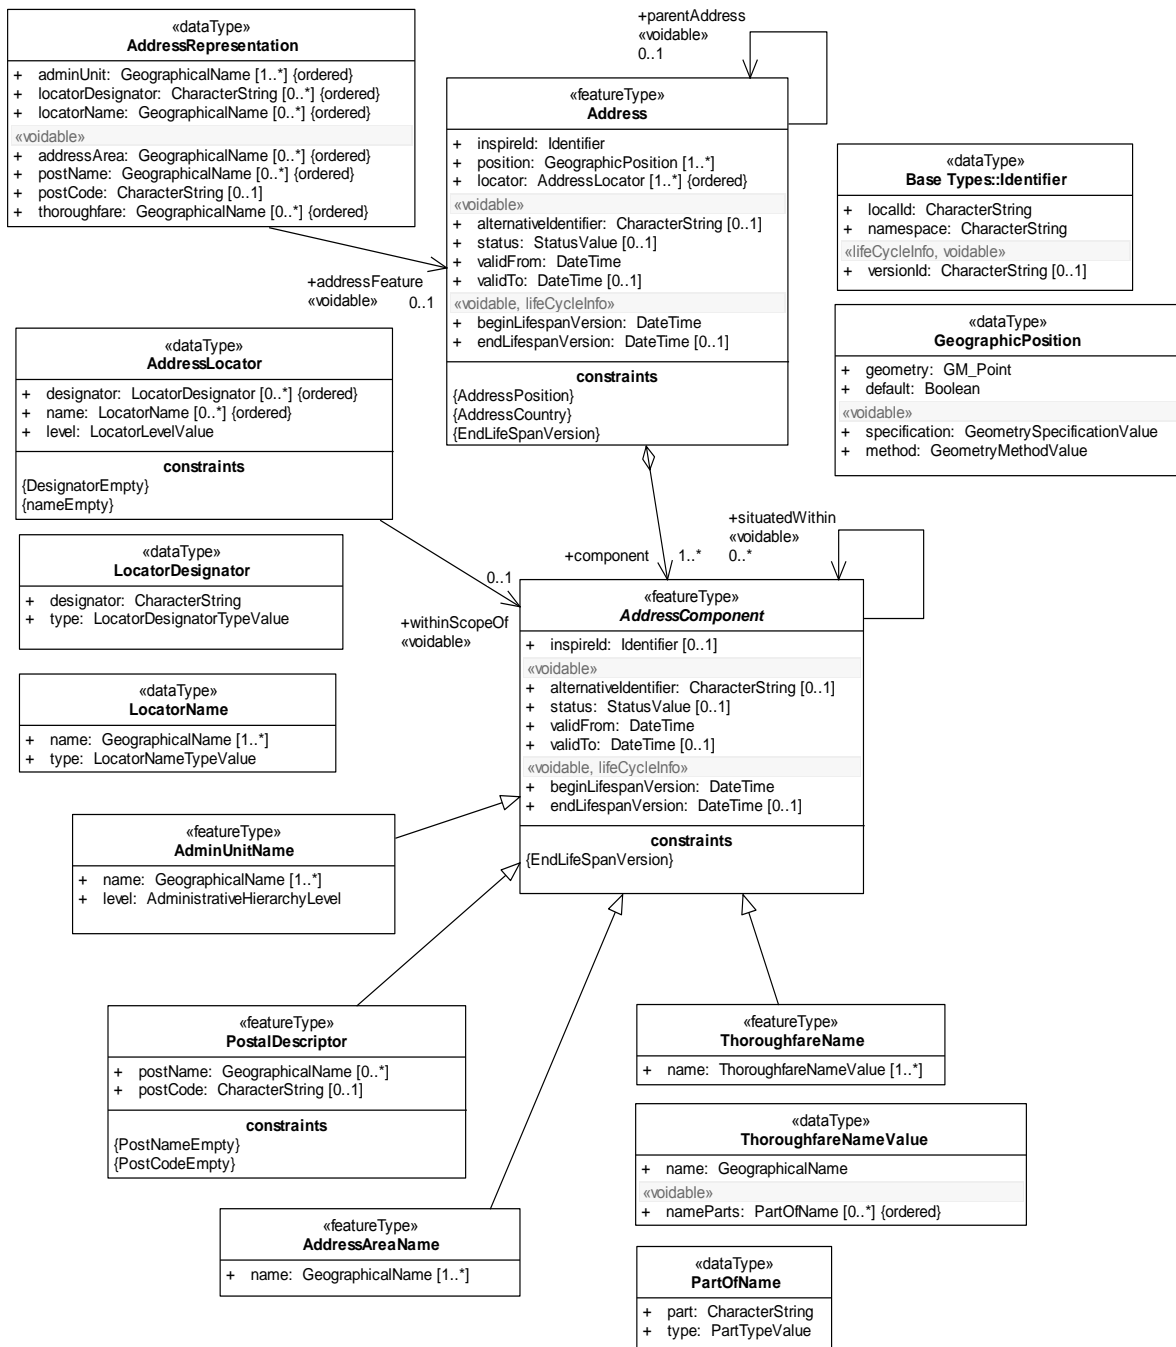 «dataType»
AddressRepresentation
+ adminUnit: GeographicalName [1..*] {ordered}
+ locatorDesignator: CharacterString [0..*] {ordered}
+ locatorName: GeographicalName [0..*] {ordered}
«voidable»
+ addressArea: GeographicalName [0..*] {ordered}
+ postName: GeographicalName [0..*] {ordered}
+ postCode: CharacterString [0..1]
+ thoroughfare: GeographicalName [0..*] {ordered}
+parentAddress
«voidable»
0..1
«featureType»
Address
+ inspireId: Identifier
+ position: GeographicPosition [1..*]
+ locator: AddressLocator [1..*] {ordered}
«voidable»
+ alternativeIdentifier: CharacterString [0..1]
+ status: StatusValue [0..1]
+ validFrom: DateTime
+ validTo: DateTime [0..1]
«voidable, lifeCycleInfo»
+ beginLifespanVersion: DateTime
+ endLifespanVersion: DateTime [0..1]
constraints
{AddressPosition}
{AddressCountry}
{EndLifeSpanVersion}
«dataType»
Base Types::Identifier
+ localId: CharacterString
+ namespace: CharacterString
«lifeCycleInfo, voidable»
+ versionId: CharacterString [0..1]
+addressFeature
«voidable» 0..1
«dataType»
GeographicPosition
+ geometry: GM_Point
+ default: Boolean
«voidable»
+ specification: GeometrySpecificationValue
+ method: GeometryMethodValue
«dataType»
AddressLocator
+ designator: LocatorDesignator [0..*] {ordered}
+ name: LocatorName [0..*] {ordered}
+ level: LocatorLevelValue
constraints
{DesignatorEmpty}
{nameEmpty}
+situatedWithin
«voidable»
0..*
+component 1..*
0..1
+withinScopeOf
«voidable»
«dataType»
LocatorDesignator
+ designator: CharacterString
+ type: LocatorDesignatorTypeValue
«featureType»
AddressComponent
+ inspireId: Identifier [0..1]
«voidable»
+ alternativeIdentifier: CharacterString [0..1]
+ status: StatusValue [0..1]
+ validFrom: DateTime
+ validTo: DateTime [0..1]
«voidable, lifeCycleInfo»
+ beginLifespanVersion: DateTime
+ endLifespanVersion: DateTime [0..1]
constraints
{EndLifeSpanVersion}
«dataType»
LocatorName
+ name: GeographicalName [1..*]
+ type: LocatorNameTypeValue
«featureType»
AdminUnitName
+ name: GeographicalName [1..*]
+ level: AdministrativeHierarchyLevel
«featureType»
PostalDescriptor
+ postName: GeographicalName [0..*]
+ postCode: CharacterString [0..1]
constraints
{PostNameEmpty}
{PostCodeEmpty}
«featureType»
ThoroughfareName
+ name: ThoroughfareNameValue [1..*]
«dataType»
ThoroughfareNameValue
+ name: GeographicalName
«voidable»
+ nameParts: PartOfName [0..*] {ordered}
«featureType»
AddressAreaName
+ name: GeographicalName [1..*]
«dataType»
PartOfName
+ part: CharacterString
+ type: PartTypeValue